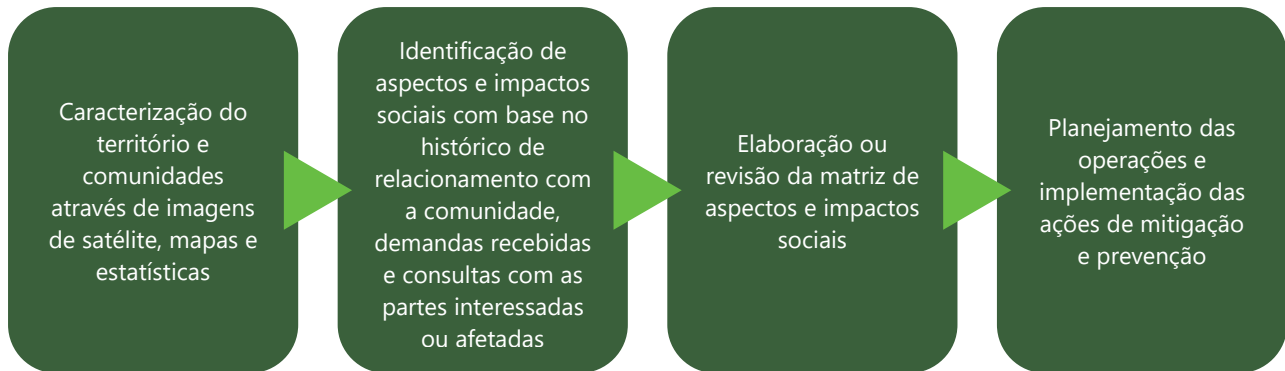 Caracterização do
território e
comunidades
através de imagens
de satélite, mapas e
estatísticas
Identificação de
aspectos e impactos
sociais com base no
histórico de
relacionamento com
a comunidade,
demandas recebidas
e consultas com as
partes interessadas
ou afetadas
Elaboração ou
revisão da matriz de
aspectos e impactos
sociais
Planejamento das
operações e
implementação das
ações de mitigação
e prevenção